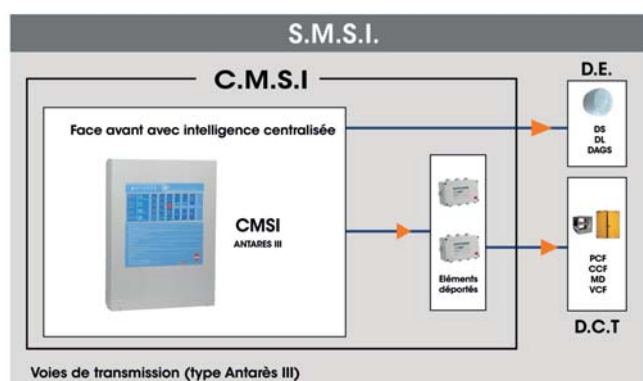 S.M.S.I.
C.M.S.I
D.E.
Face avant avec intelligence centralisée
DS
DL
DAGS
CMSI
ANTARES III
Eléments
déportés
PCF
CCF
MD
VCF
D.C.T
Voies de transmission (type Antarès III)